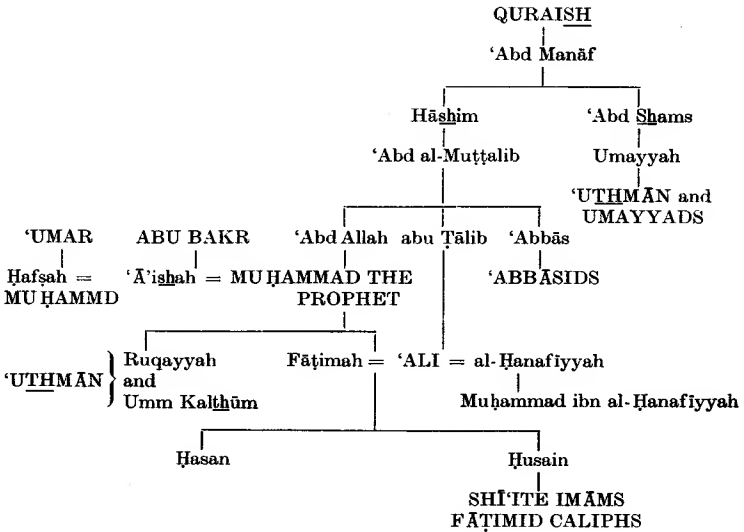 QURAISH
‘Abd Manāf
Hāshim ‘Abd Shams
‘Abd al-Muṭṭalib Umayyah
‘UTHMĀN and
UMAYYADS
‘UMAR ABU BAKR ‘Abd Allah abu Ṭālib ‘Abbās
Ḥafṣah = ‘Ā’ishah = MUḤAMMAD THE ‘ABBĀSIDS
MUḤAMMD PROPHET
Ruqayyah Fāṭimah = ‘ALI = al-Ḥanafiyyah
‘UTHMĀN } and
Umm Kalthūm Muḥammad ibn al-Ḥanafiyyah
Ḥasan Ḥusain
SHĪ‘ITE IMĀMS
FĀṬIMID CALIPHS